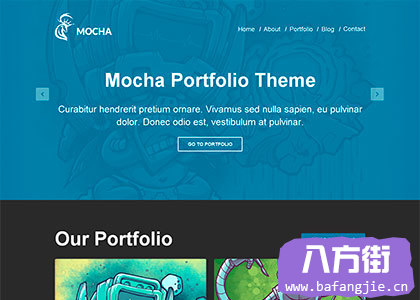 MOCHA
Home / About / Portfolio / Blog / Contact
Mocha Portfolio Theme
Curabitur hendrerit pretium ornare. Vivamus sed nulla sapien, eu pulvinar
dolor. Donec odio est, vestibulum at pulvinar.
GO TO PORTFOLIO
Our Portfolio
八方街
www.bafangjie.cn